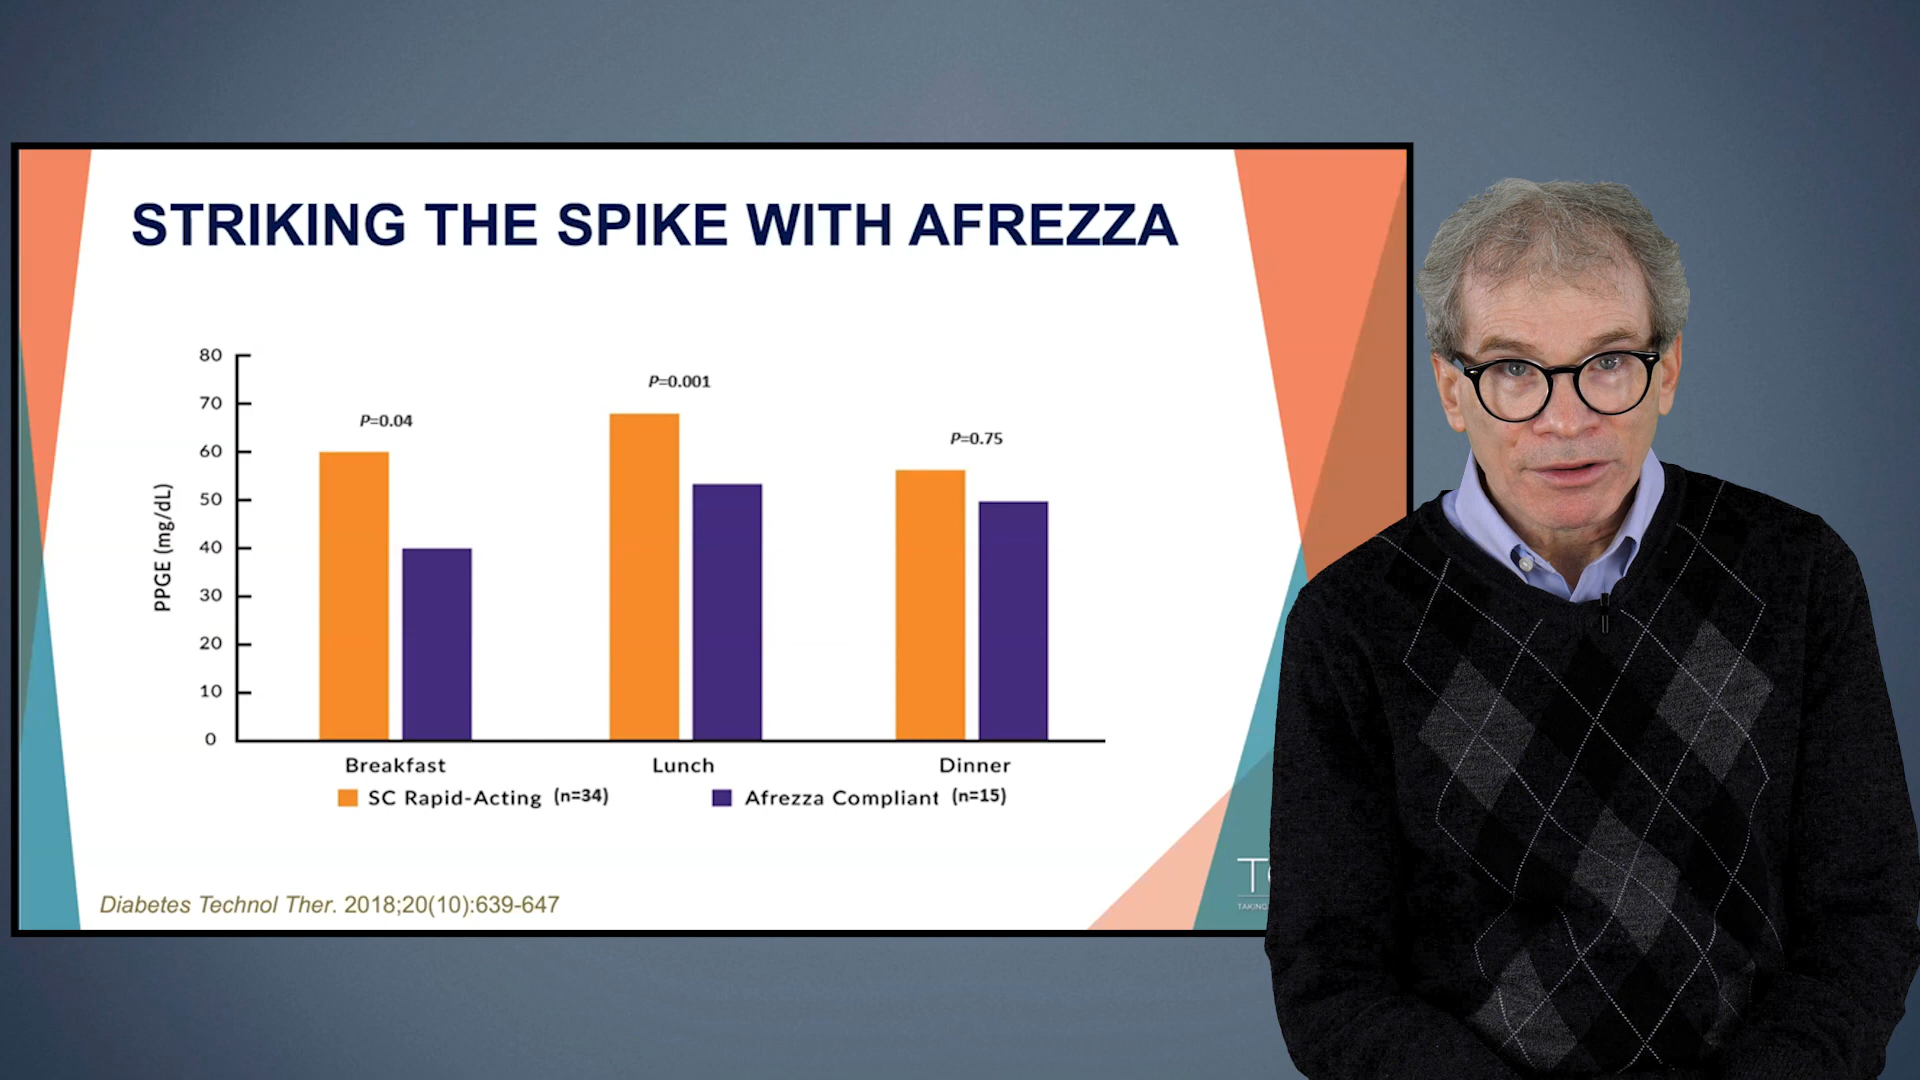 STRIKING THE SPIKE WITH AFREZZA
80
70
60
50
40
30
20
10
0
PPGE (mg/dL)
P=0.04
P=0.001
P=0.75
Breakfast
Lunch
Dinner
SC Rapid-Acting (n=34)
Afrezza Compliant (n=15)
Diabetes Technol Ther. 2018;20(10):639-647
TAKING